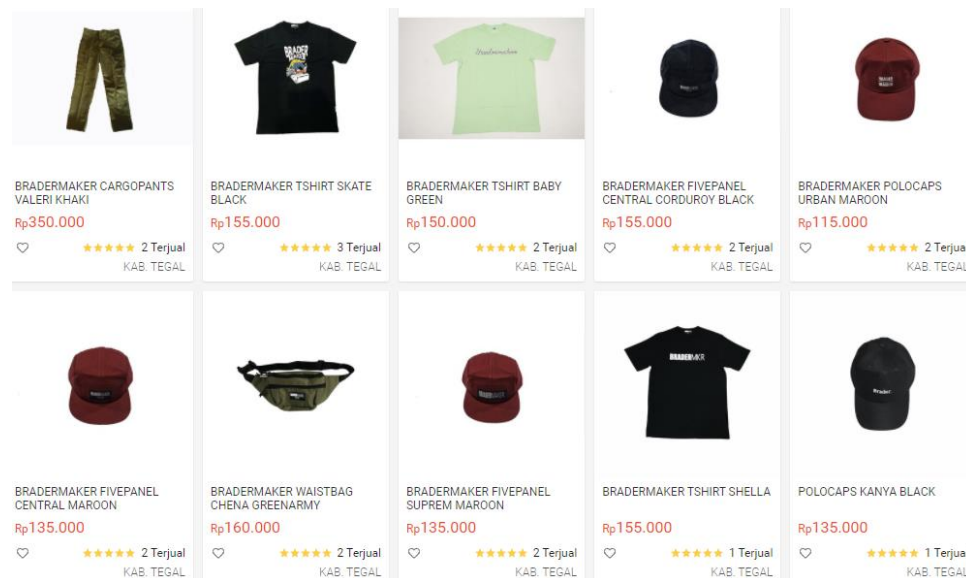 BRADER
BRADERMAKER CARGOPANTS
VALERI KHAKI
Rp350.000
2 Terjual
KAB. TEGAL
BRADERMAKER TSHIRT SKATE
BLACK
Rp155.000
3 Terjual
KAB. TEGAL
BRADERMAKER TSHIRT BABY
GREEN
Rp150.000
2 Terjual
KAB. TEGAL
BRADERMAKER FIVEPANEL
CENTRAL CORDUROY BLACK
Rp155.000
2 Terjual
KAB. TEGAL
BRADERMAKER POLOCAPS
URBAN MAROON
Rp115.000
2 Terjua
KAB. TEGAL
BRADERMAKER FIVEPANEL
CENTRAL MAROON
Rp135.000
2 Terjual
KAB. TEGAL
BRADERMAKER WAISTBAG
CHENA GREENARMY
Rp160.000
2 Terjual
KAB. TEGAL
BRADERMAKER FIVEPANEL
SUPREM MAROON
Rp135.000
2 Terjual
KAB. TEGAL
BRADERMKR
BRADERMAKER TSHIRT SHELLA
Rp155.000
1 Terjual
KAB. TEGAL
Brader
POLOCAPS KANYA BLACK
Rp135.000
1 Terjua
KAB. TEGAL